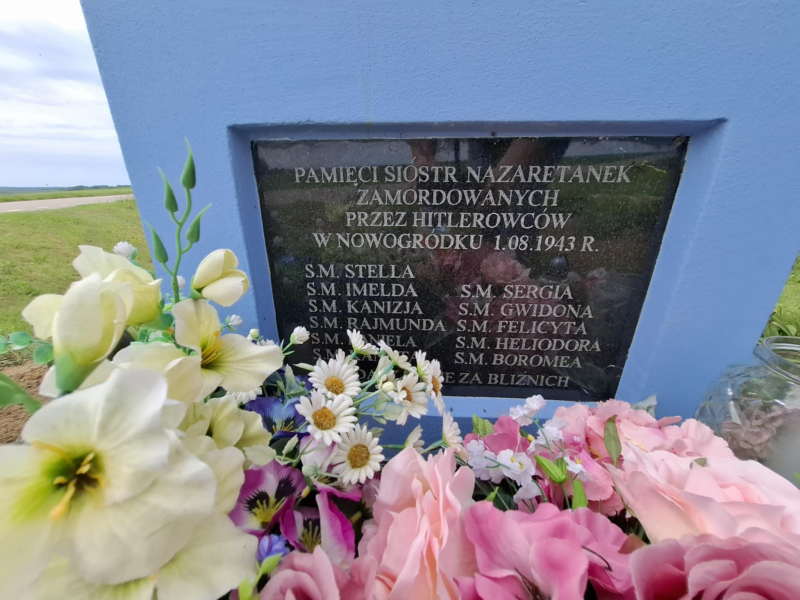 PAMIĘCI SIOSTR NAZARETANEK
ZAMORDOWANYCH
PRZEZ HITLEROWCÓW
W NOWOGRÓDKU 1.08.1943 R.
S.M. STELLA
S.M. IMELDA
S.M. KANIZJA
S.M. RAJMUNDA
S.M. SERGIA
S.M. GWIDONA
S.M. FELICYTA
S.M. HELIODORA
S.M. BOROMEA
ZA BLIŹNICH